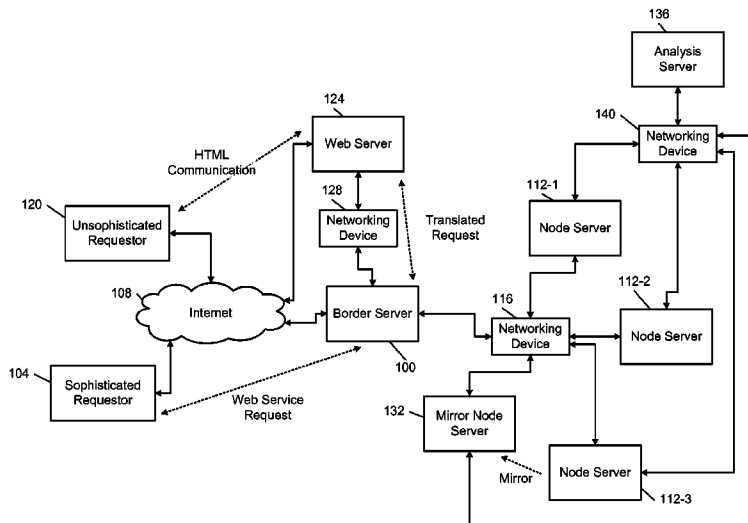 136
Analysis
Server
124
Web Server
140
Networking
Device
HTML
Communication
112-1
Node Server
128
Networking
Device
Translated
Request
120
Unsophisticated
Requestor
108
Internet
Border Server
100
116
Networking
Device
112-2
Node Server
104
Sophisticated
Requestor
Web Service
Request
132
Mirror Node
Server
Mirror
Node Server
112-3